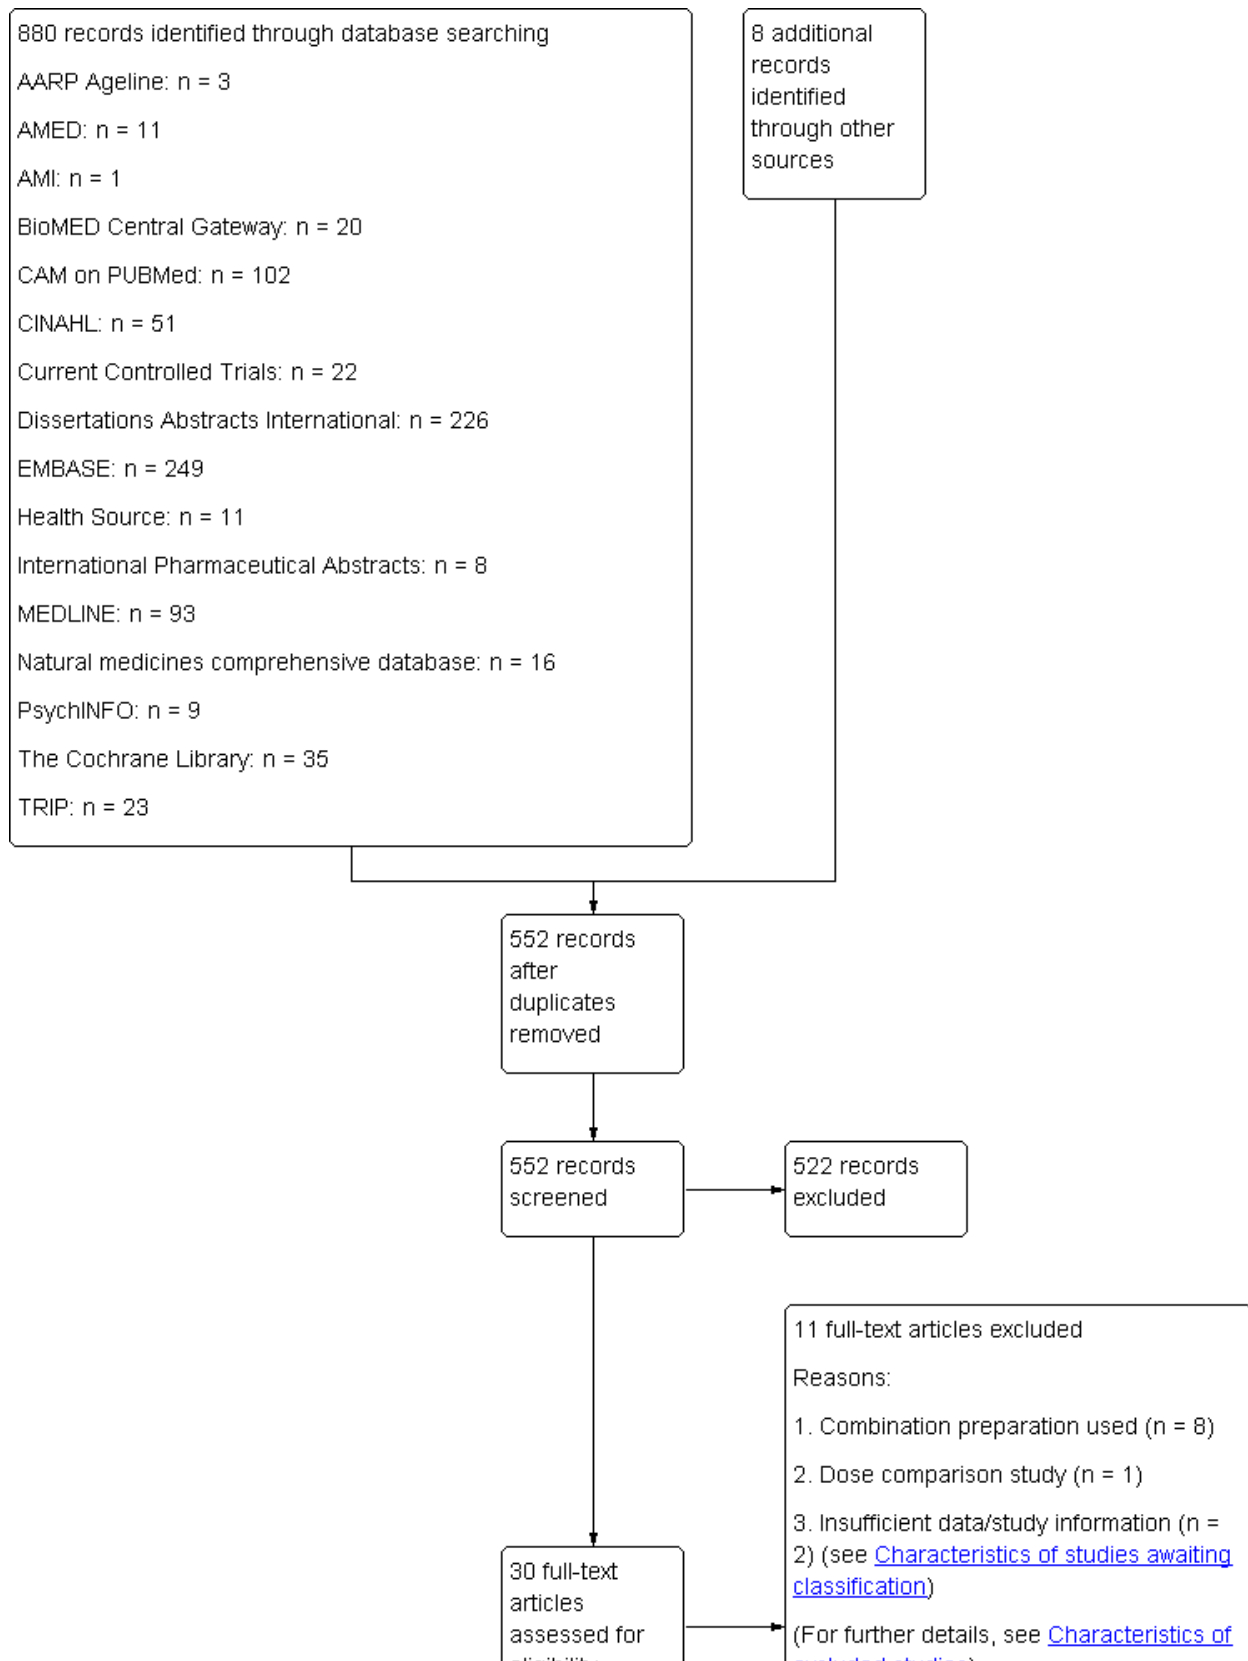 880 records identified through database searching
AARP Ageline: n = 3
AMED: n = 11
AMI: n = 1
BioMED Central Gateway: n = 20
CAM on PUBMed: n = 102
CINAHL: n = 51
Current Controlled Trials: n = 22
Dissertations Abstracts International: n = 226
EMBASE: n = 249
Health Source: n = 11
International Pharmaceutical Abstracts: n = 8
MEDLINE: n = 93
Natural medicines comprehensive database: n = 16
PsychINFO: n = 9
The Cochrane Library: n = 35
TRIP: n = 23
8 additional
records
identified
through other
sources
552 records
after
duplicates
removed
552 records
screened
522 records
excluded
11 full-text articles excluded
Reasons:
1. Combination preparation used (n = 8)
2. Dose comparison study (n = 1)
3. Insufficient data/study information (n =
2) (see Characteristics of studies awaiting
classification)
(For further details, see Characteristics of
30 full-text
articles
assessed for